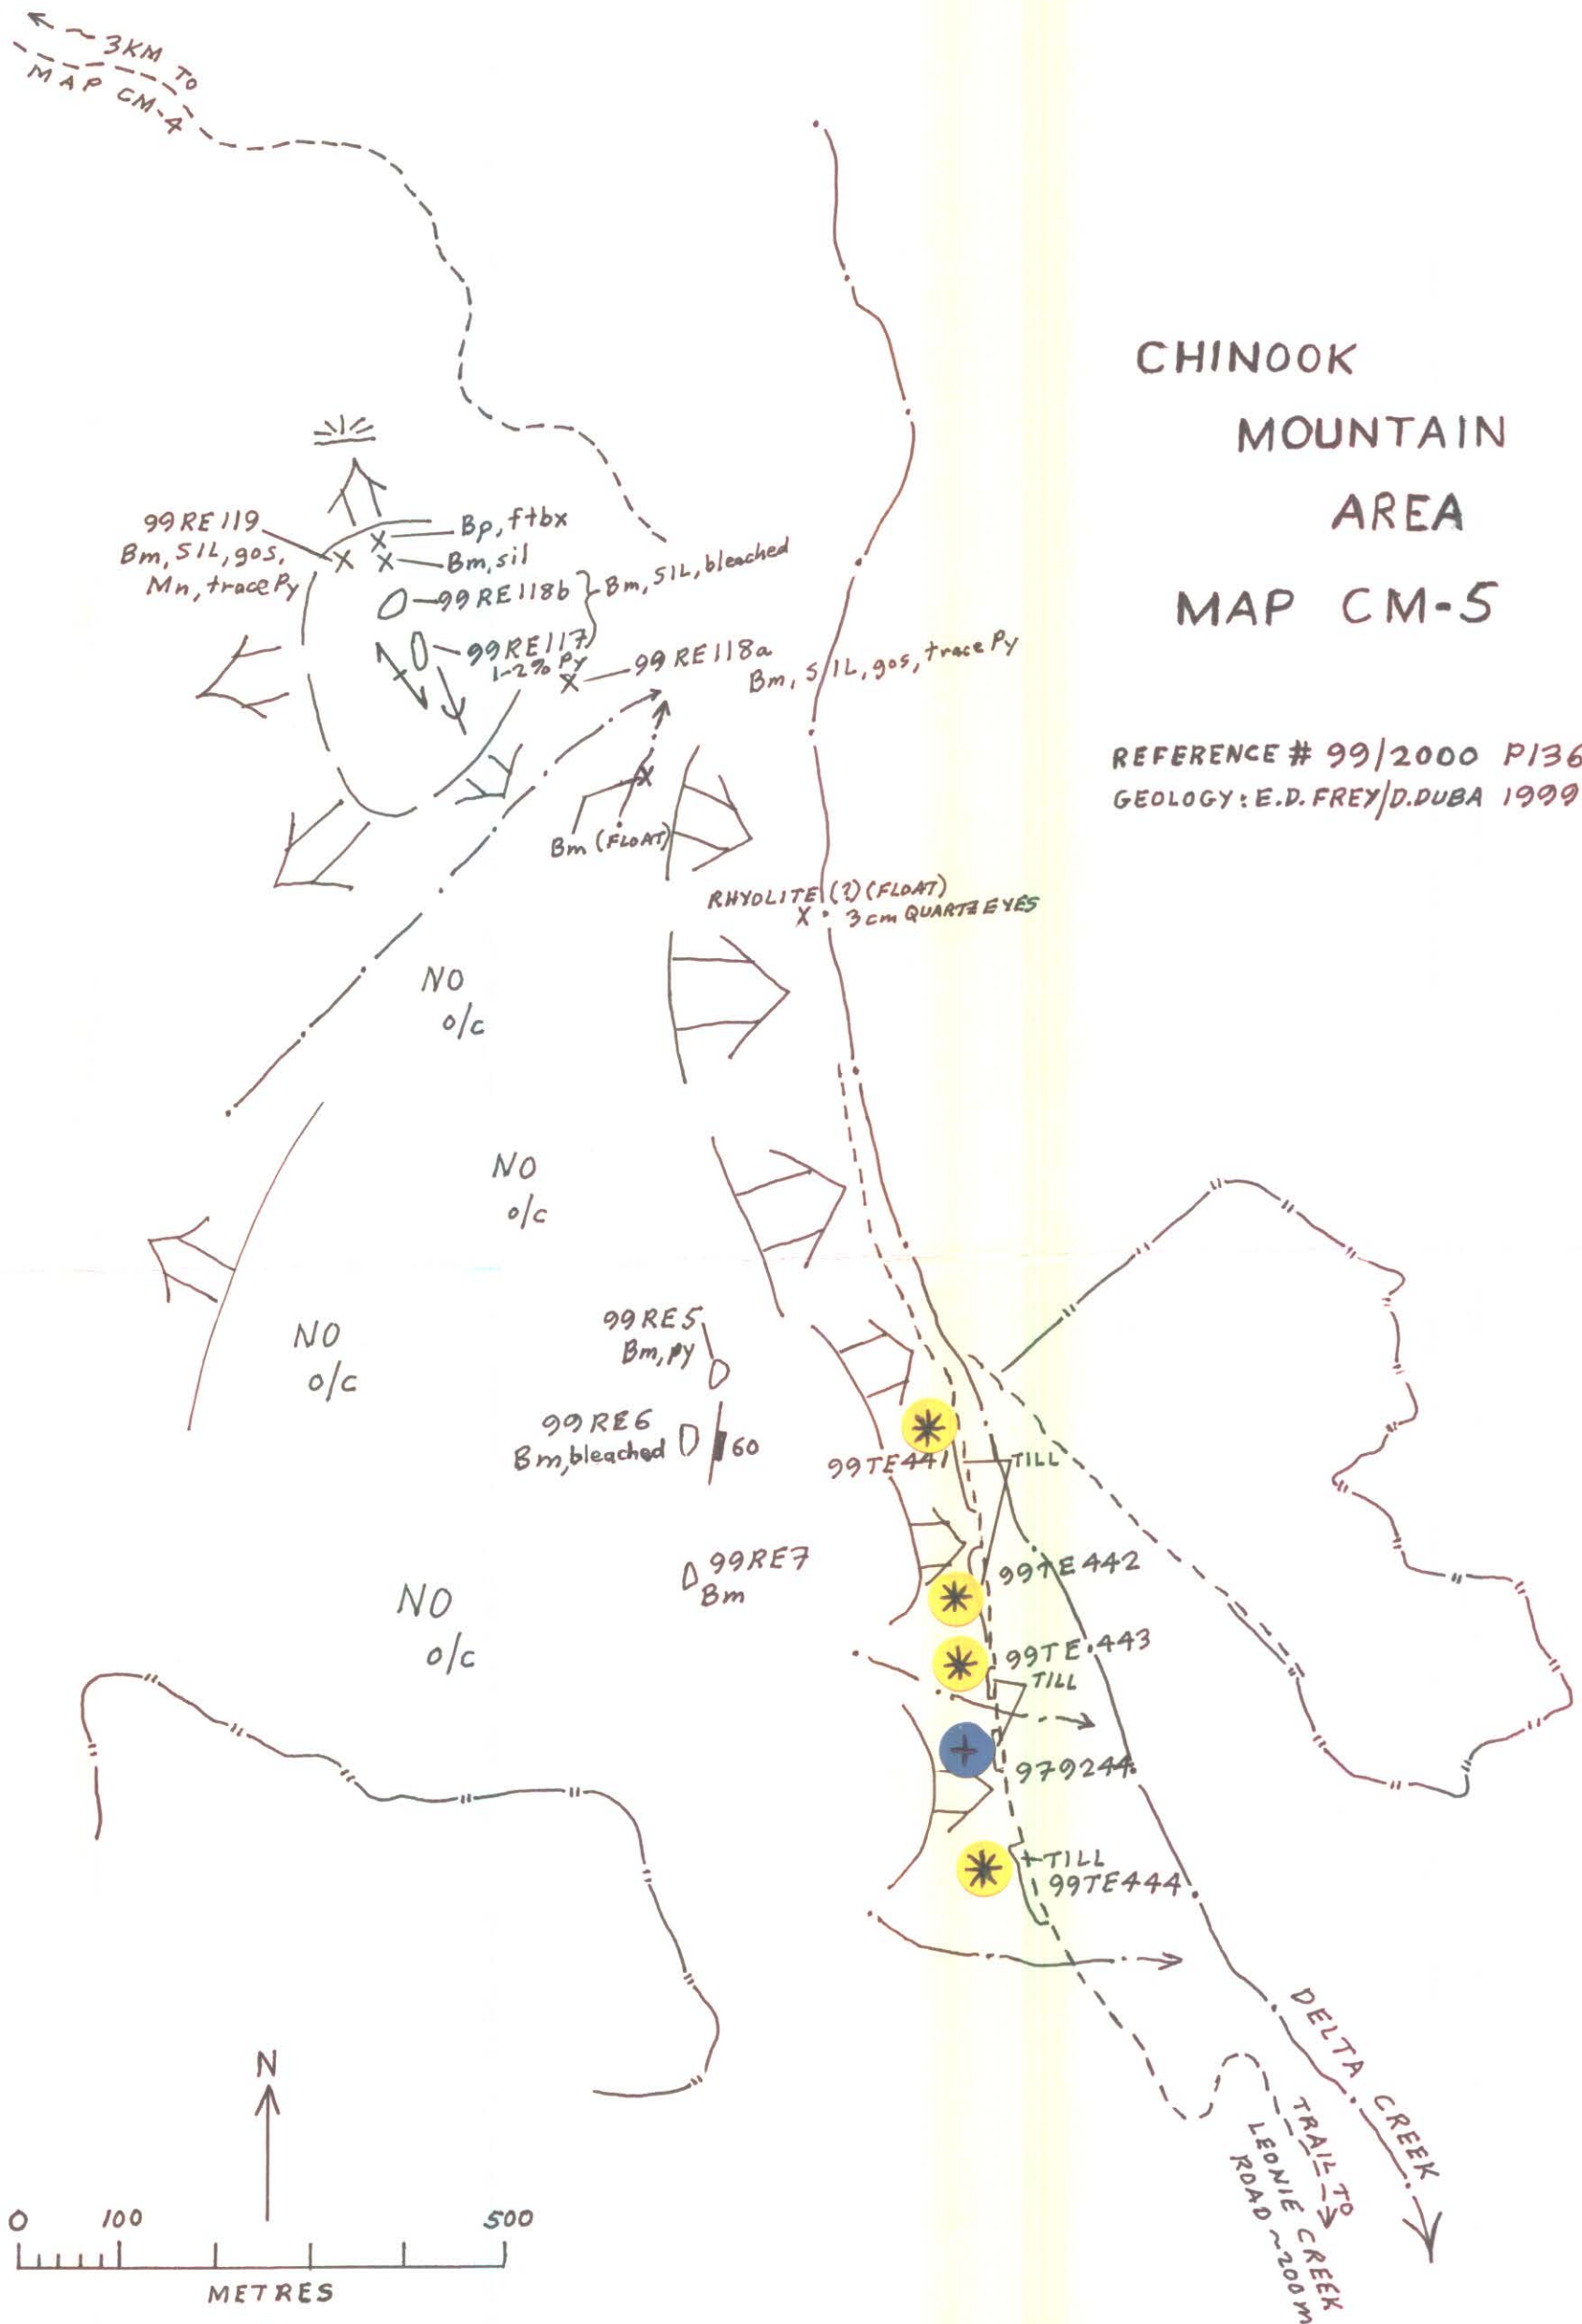 3KM TO
MAP CM-4
CHINOOK
MOUNTAIN
AREA
MAP CM-5
REFERENCE # 99/2000 P136
GEOLOGY: E.D. FREY/D.DUBA 1999
99RE119
Bm, SIL, gos,
Mn, trace Py
Bp, ftbx
Bm, sil
99RE118b
Bm, SIL, bleached
99RE117
1-2% Py
99RE118a
Bm, SIL, gos, trace Py
Bm (FLOAT)
RHYOLITE (?) (FLOAT)
X 3cm QUARTZ EYES
NO
o/c
NO
o/c
NO
o/c
99RE5
Bm, py
99RE6
Bm, bleached
60
99TE441
TILL
99RE7
Bm
99TE442
NO
o/c
99TE443
TILL
979244
TILL
99TE444
DELTA CREEK
TRAIL TO
LEONIE CREEK
ROAD ~200m
N
0 100 500
METRES